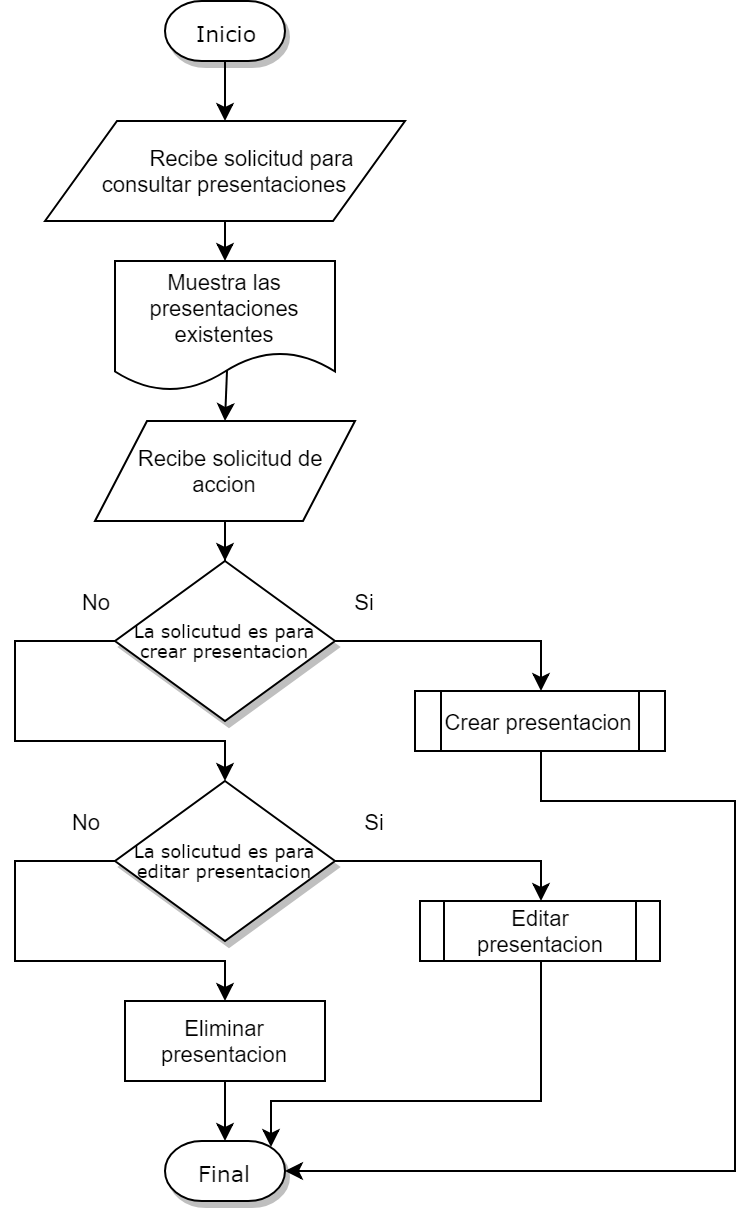 Inicio
Recibe solicitud para
consultar presentaciones
Muestra las
presentaciones
existentes
Recibe solicitud de
accion
No
Si
La solicutud es para
crear presentacion
Crear presentacion
No
Si
La solicutud es para
editar presentacion
Editar
presentacion
Eliminar
presentacion
Final